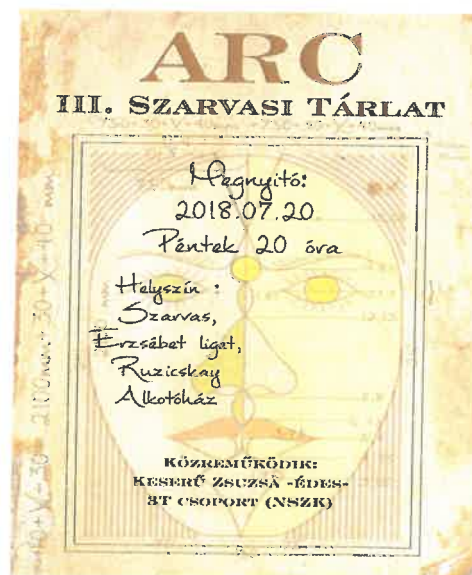 ARC
III. SZARVASI TÁRLAT
Megnyitó:
2018.07.20
Péntek 20 óra
Helyszín :
Szarvas,
Erzsébet liget,
Ruzicskay
Alkotóház
KÖZREMŰKÖDIK:
KESERŰ ZSUZSA -ÉDES-
3T CSOPORT (NSZK)